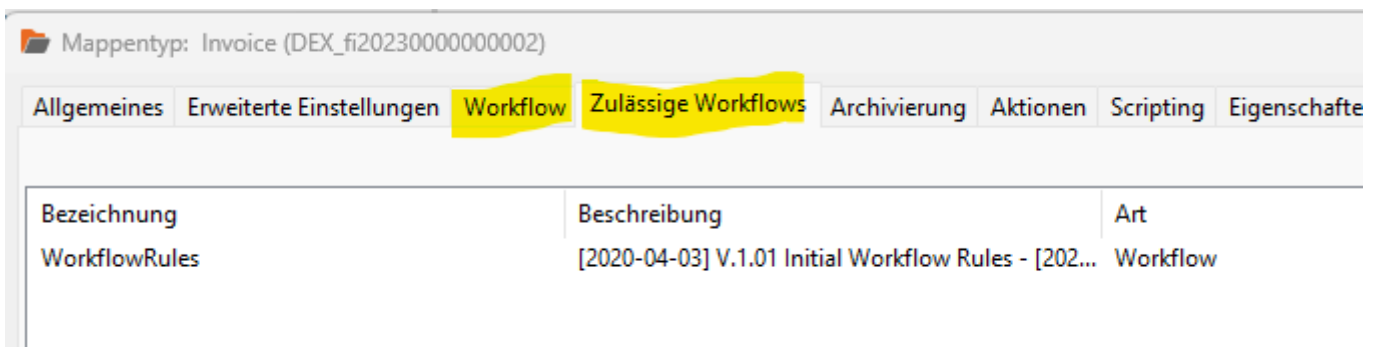 Mappentyp: Invoice (DEX_fi20230000000002)
Allgemeines Erweiterte Einstellungen Workflow Zulässige Workflows Archivierung Aktionen Scripting Eigenschafte
Bezeichnung Beschreibung Art
WorkflowRules [2020-04-03] V.1.01 Initial Workflow Rules - [202... Workflow